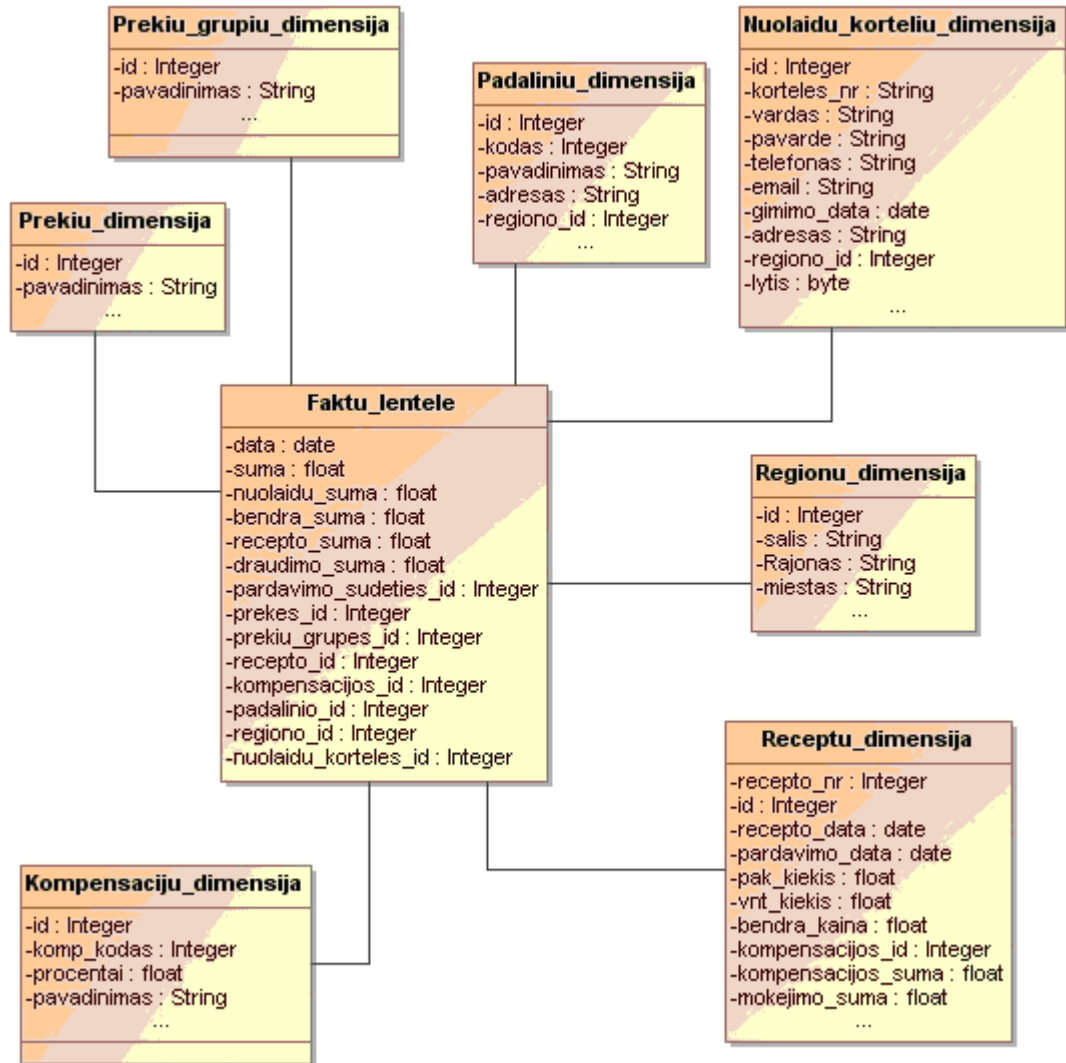 Prekiu_grupiu_dimensija
-id : Integer
-pavadinimas : String
...
Padaliniu_dimensija
-id : Integer
-kodas : Integer
-pavadinimas : String
-adresas : String
-regiono_id : Integer
...
Nuolaidu_korteliu_dimensija
-id : Integer
-korteles_nr : String
-vardas : String
-pavarde : String
-telefonas : String
-email : String
-gimimo_data : date
-adresas : String
-regiono_id : Integer
-lytis : byte
...
Prekiu_dimensija
-id : Integer
-pavadinimas : String
...
Faktu_lentele
-data : date
-suma : float
-nuolaidu_suma : float
-bendra_suma : float
-recepto_suma : float
-draudimo_suma : float
-pardavimo_sudeties_id : Integer
-prekes_id : Integer
-prekiu_grupes_id : Integer
-recepto_id : Integer
-kompensacijos_id : Integer
-padalinio_id : Integer
-regiono_id : Integer
-nuolaidu_korteles_id : Integer
Regionu_dimensija
-id : Integer
-salis : String
-Rajonas : String
-miestas : String
...
Receptu_dimensija
-recepto_nr : Integer
-id : Integer
-recepto_data : date
-pardavimo_data : date
-pak_kiekis : float
-vnt_kiekis : float
-bendra_kaina : float
-kompensacijos_id : Integer
-kompensacijos_suma : float
-mokejimo_suma : float
...
Kompensaciju_dimensija
-id : Integer
-komp_kodas : Integer
-procentai : float
-pavadinimas : String
...